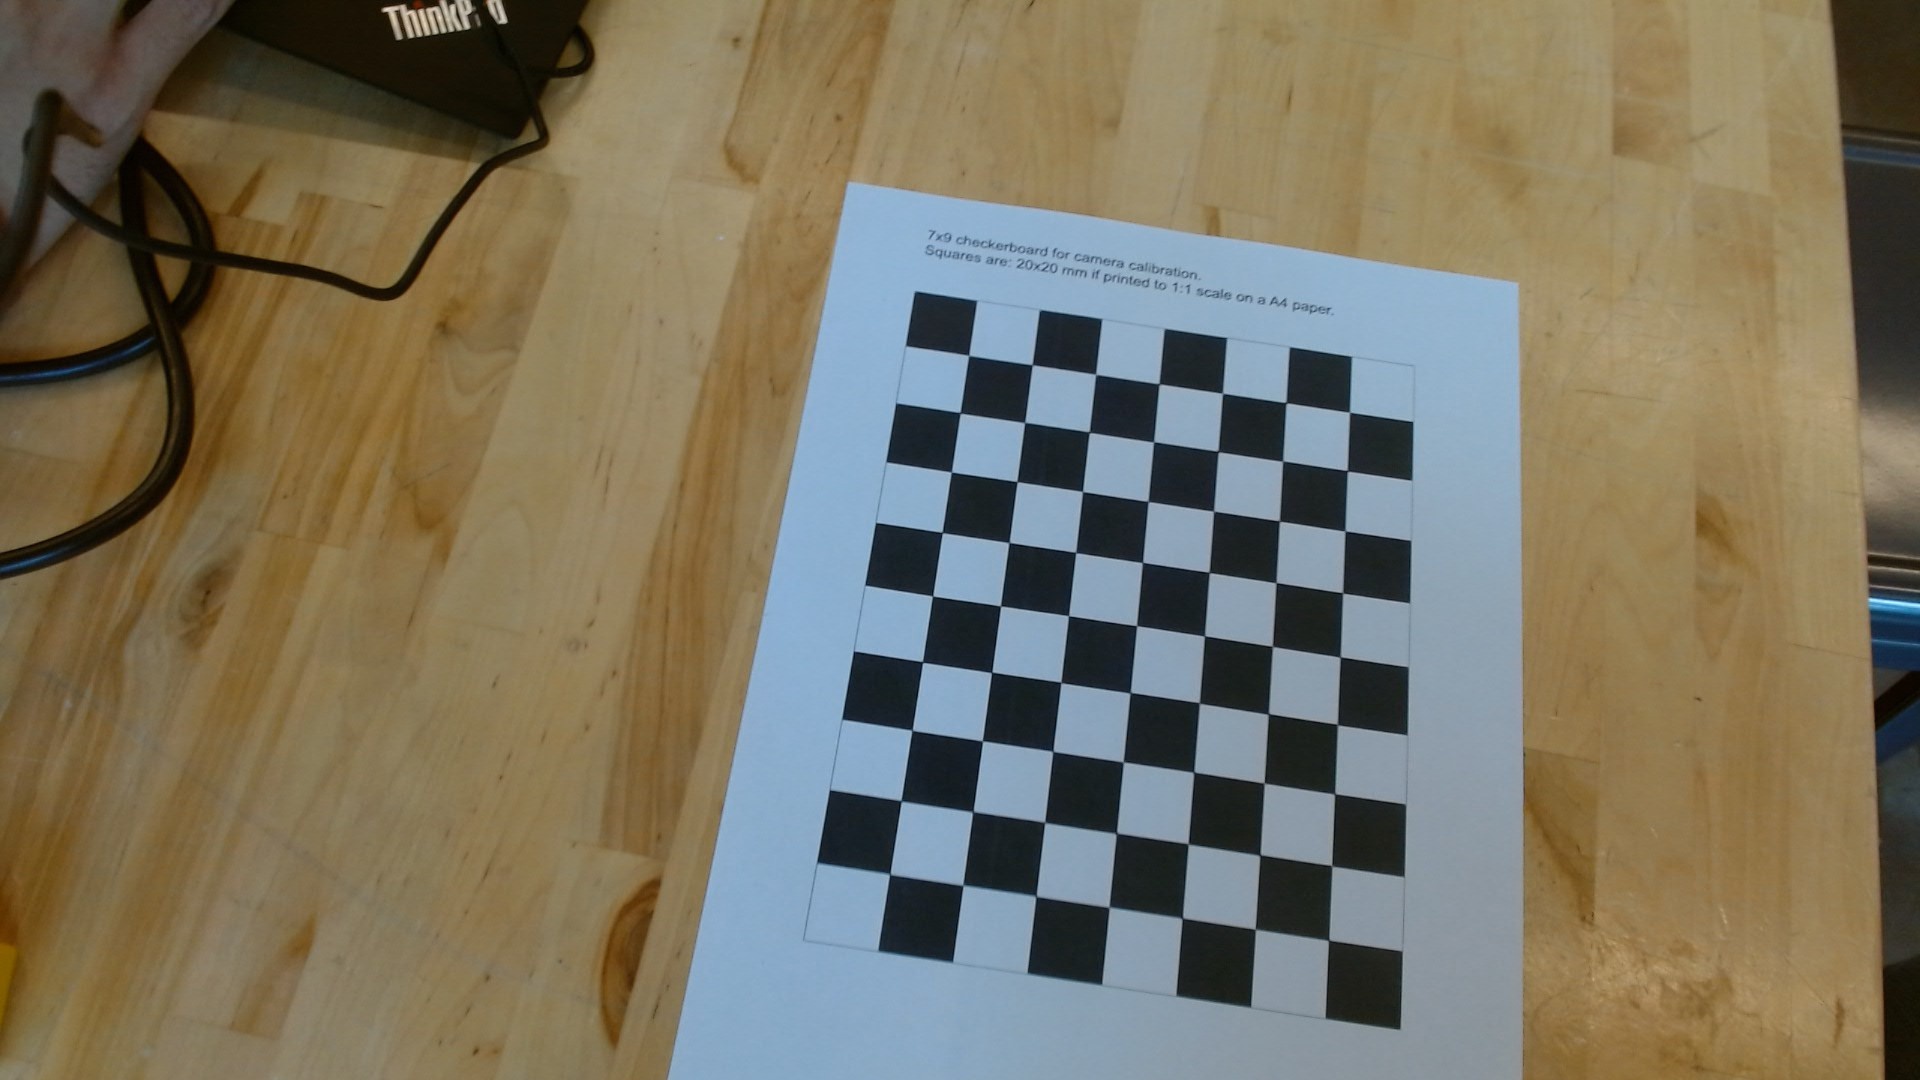 ThinkPad
7x9 checkerboard for camera calibration.
Squares are: 20x20 mm if printed to 1:1 scale on a A4 paper.